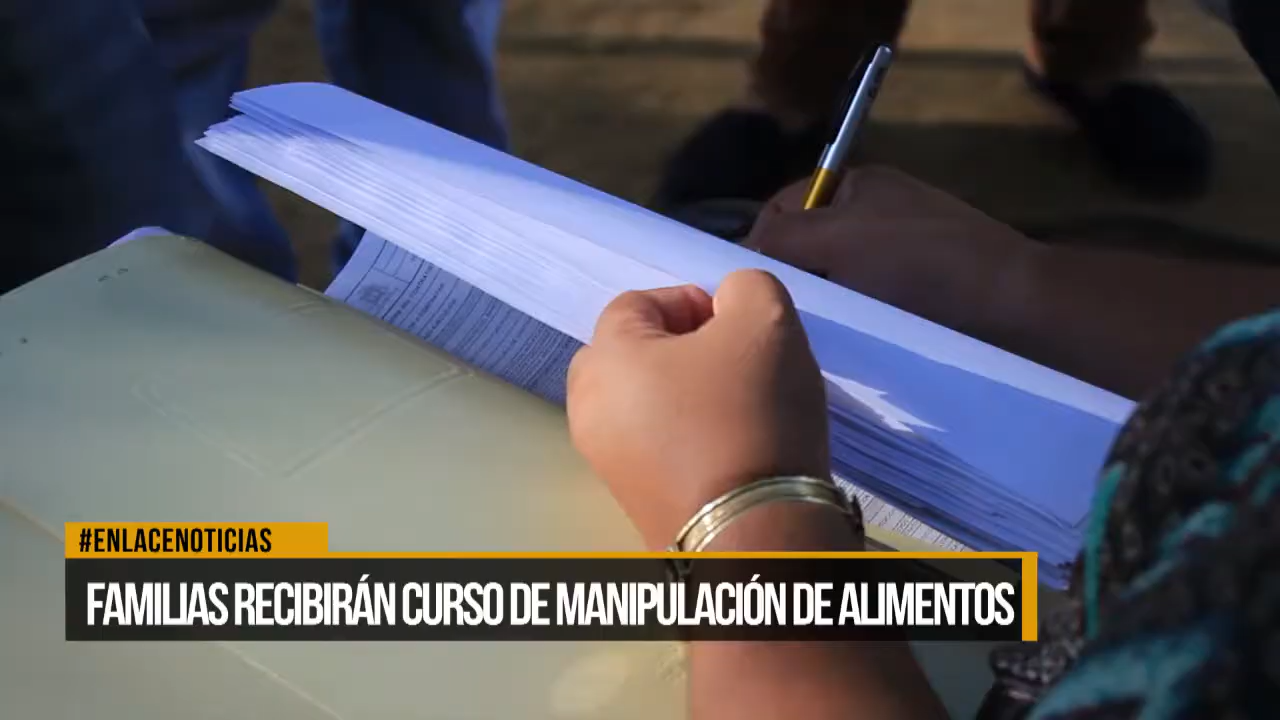 #ENLACENOTICIAS
FAMILIAS RECIBIRÁN CURSO DE MANIPULACIÓN DE ALIMENTOS